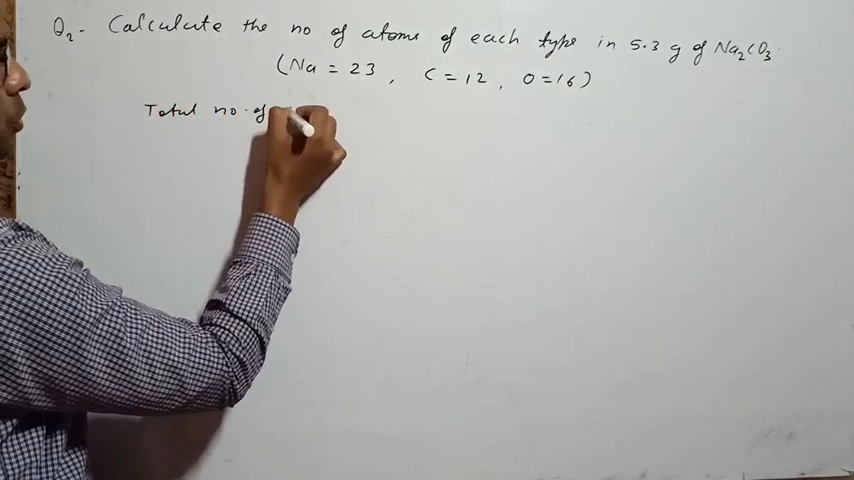 Q2. Calculate the no of atoms of each type in 5.3 g of Na2CO3.
(Na = 23, C = 12, O = 16)
Total no. of